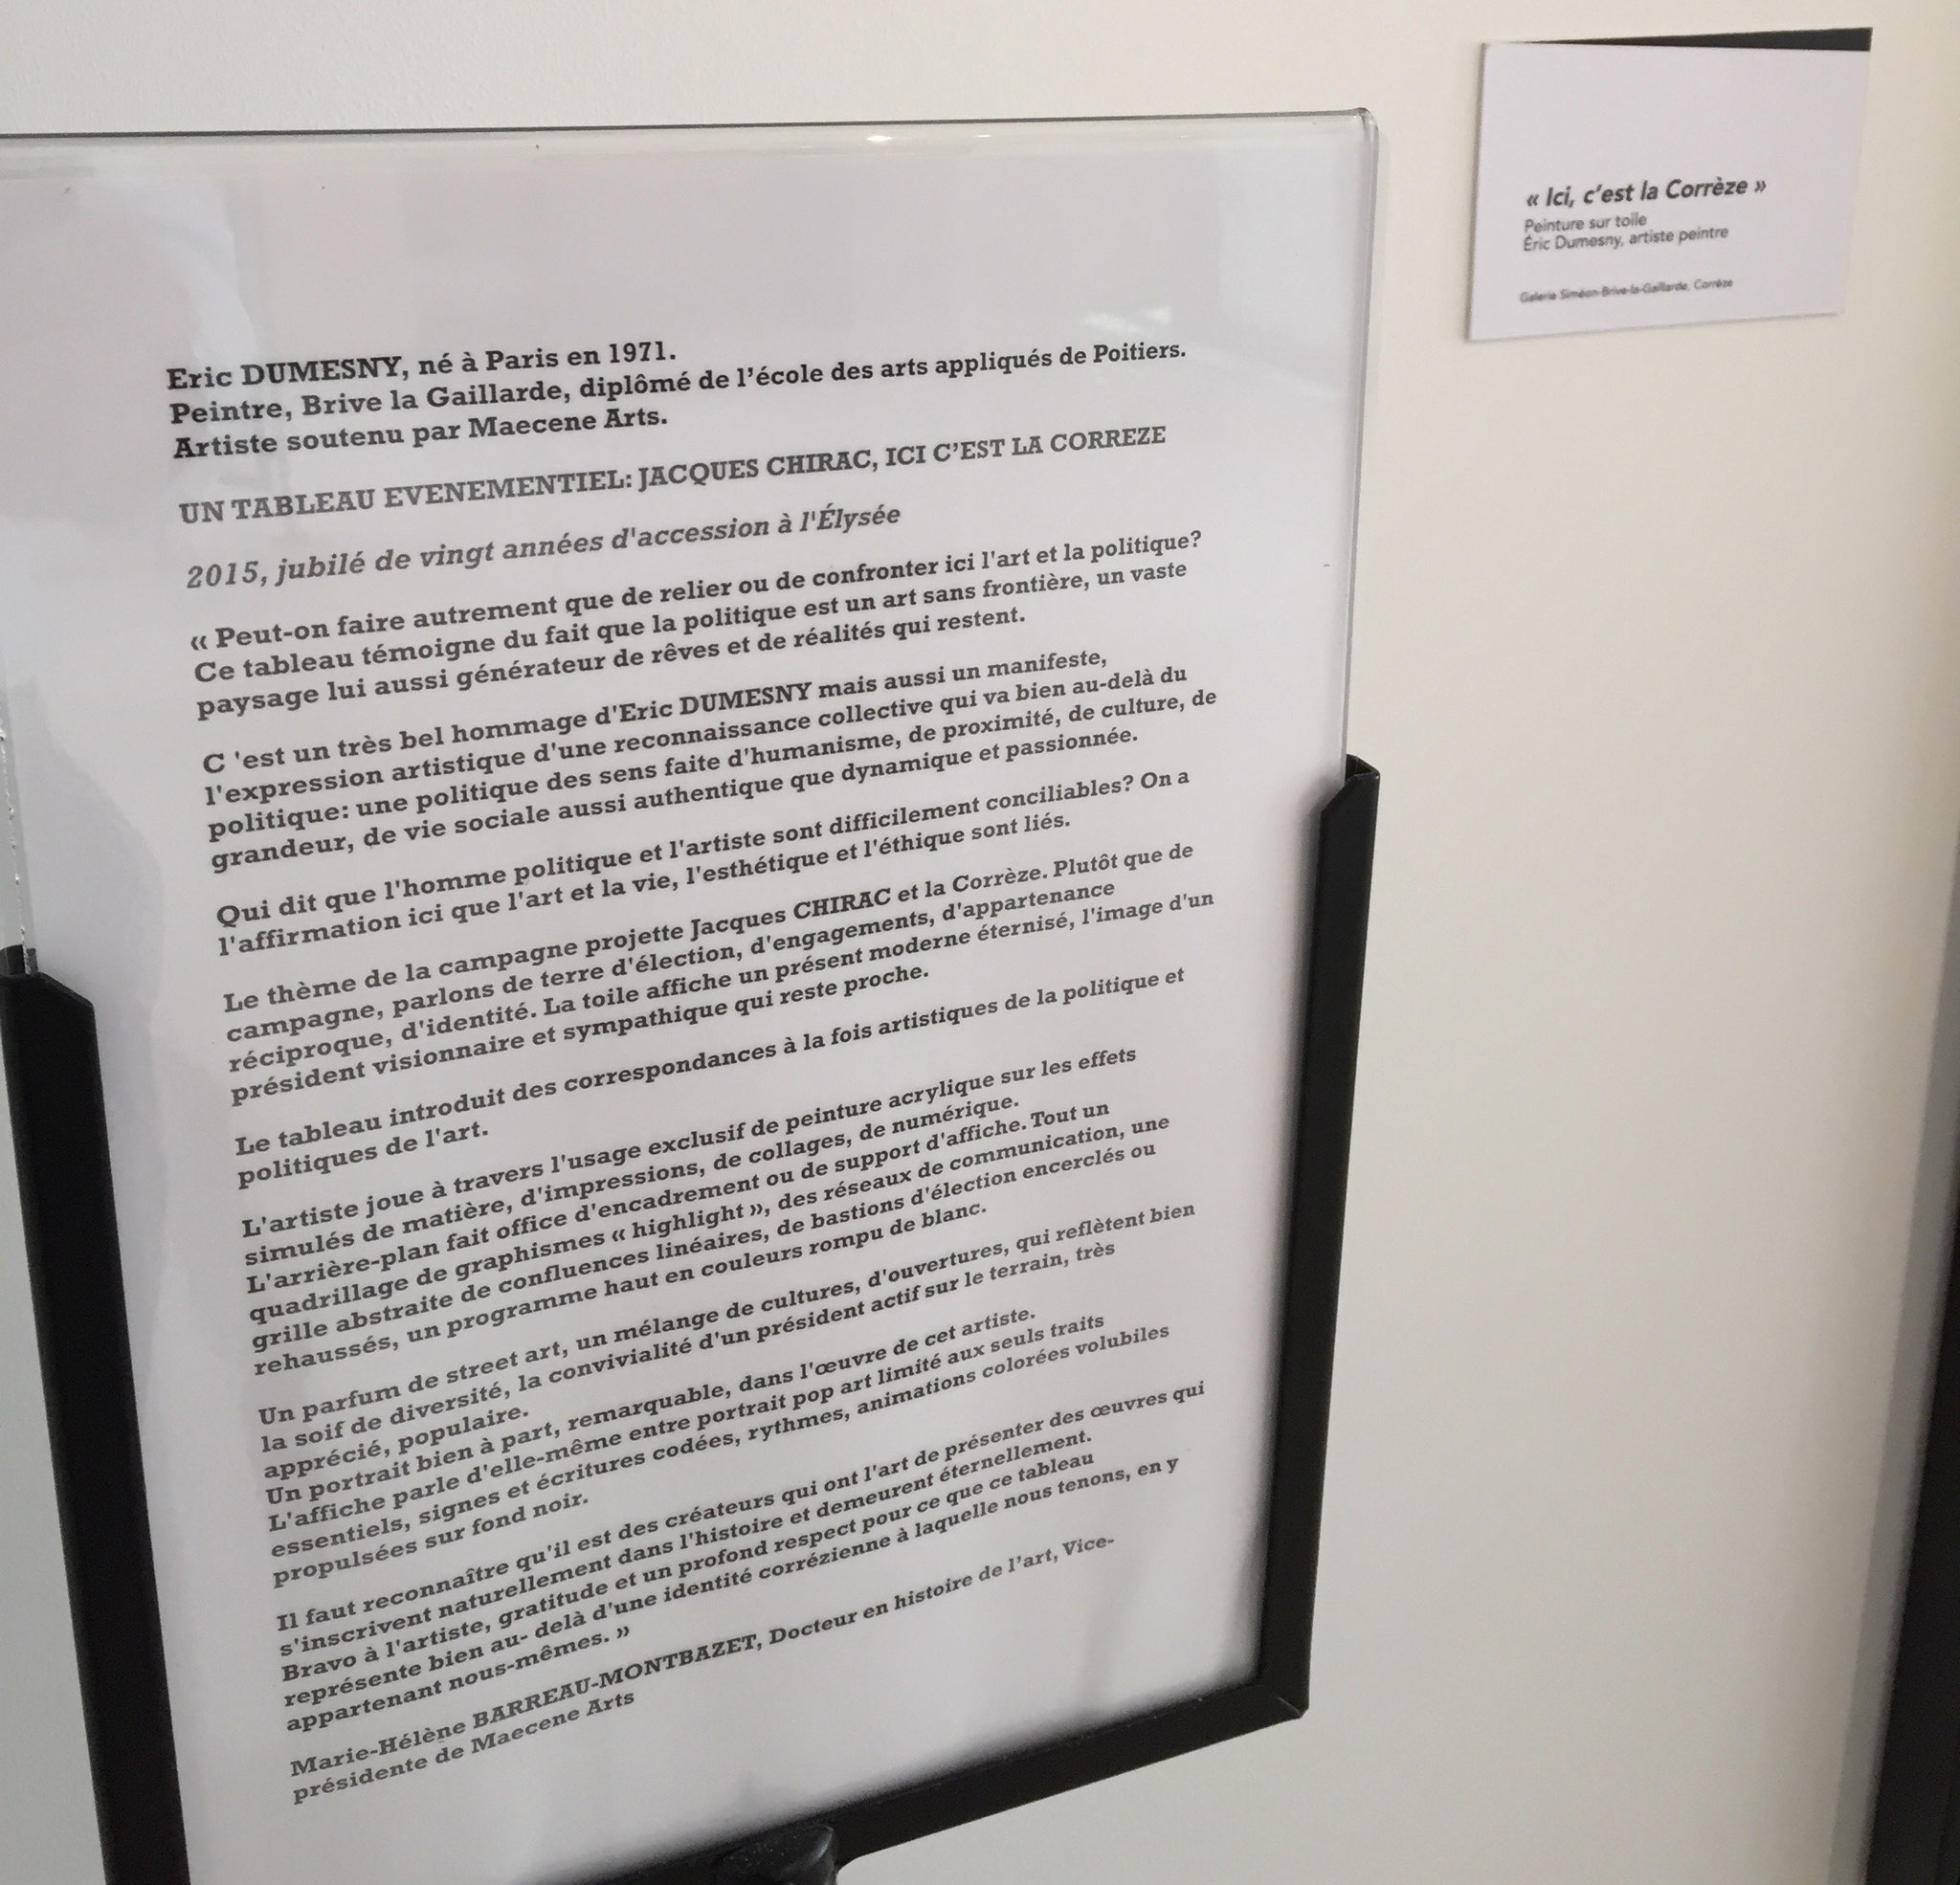 Eric DUMESNY, né à Paris en 1971.
Peintre, Brive la Gaillarde, diplômé de l’école des arts appliqués de Poitiers.
Artiste soutenu par Maecene Arts.
UN TABLEAU EVENEMENTIEL: JACQUES CHIRAC, ICI C’EST LA CORREZE
2015, jubilé de vingt années d'accession à l'Élysée
« Peut-on faire autrement que de relier ou de confronter ici l'art et la politique?
Ce tableau témoigne du fait que la politique est un art sans frontière, un vaste
paysage lui aussi générateur de rêves et de réalités qui restent.
C 'est un très bel hommage d'Eric DUMESNY mais aussi un manifeste,
l'expression artistique d'une reconnaissance collective qui va bien au-delà du
politique: une politique des sens faite d'humanisme, de proximité, de culture, de
grandeur, de vie sociale aussi authentique que dynamique et passionnée.
Qui dit que l'homme politique et l'artiste sont difficilement conciliables? On a
l'affirmation ici que l'art et la vie, l'esthétique et l'éthique sont liés.
Le thème de la campagne projette Jacques CHIRAC et la Corrèze. Plutôt que de
campagne, parlons de terre d'élection, d'engagements, d'appartenance
réciproque, d'identité. La toile affiche un présent moderne éternisé, l'image d'un
président visionnaire et sympathique qui reste proche.
Le tableau introduit des correspondances à la fois artistiques de la politique et
politiques de l'art.
L'artiste joue à travers l'usage exclusif de peinture acrylique sur les effets
simulés de matière, d'impressions, de collages, de numérique.
L'arrière-plan fait office d'encadrement ou de support d'affiche. Tout un
quadrillage de graphismes « highlight », des réseaux de communication, une
grille abstraite de confluences linéaires, de bastions d'élection encerclés ou
rehaussés, un programme haut en couleurs rompu de blanc.
Un parfum de street art, un mélange de cultures, d'ouvertures, qui reflètent bien
la soif de diversité, la convivialité d'un président actif sur le terrain, très
apprécié, populaire.
Un portrait bien à part, remarquable, dans l'œuvre de cet artiste.
L'affiche parle d'elle-même entre portrait pop art limité aux seuls traits
essentiels, signes et écritures codées, rythmes, animations colorées volubiles
propulsées sur fond noir.
Il faut reconnaître qu'il est des créateurs qui ont l'art de présenter des œuvres qui
s'inscrivent naturellement dans l'histoire et demeurent éternellement.
Bravo à l'artiste, gratitude et un profond respect pour ce que ce tableau
représente bien au- delà d'une identité corrézienne à laquelle nous tenons, en y
appartenant nous-mêmes. »
Marie-Hélène BARREAU-MONTBAZET, Docteur en histoire de l’art, Vice-
présidente de Maecene Arts
« Ici, c’est la Corrèze »
Peinture sur toile
Éric Dumesny, artiste peintre
Galerie Siméon-Brive-la-Gaillarde, Corrèze